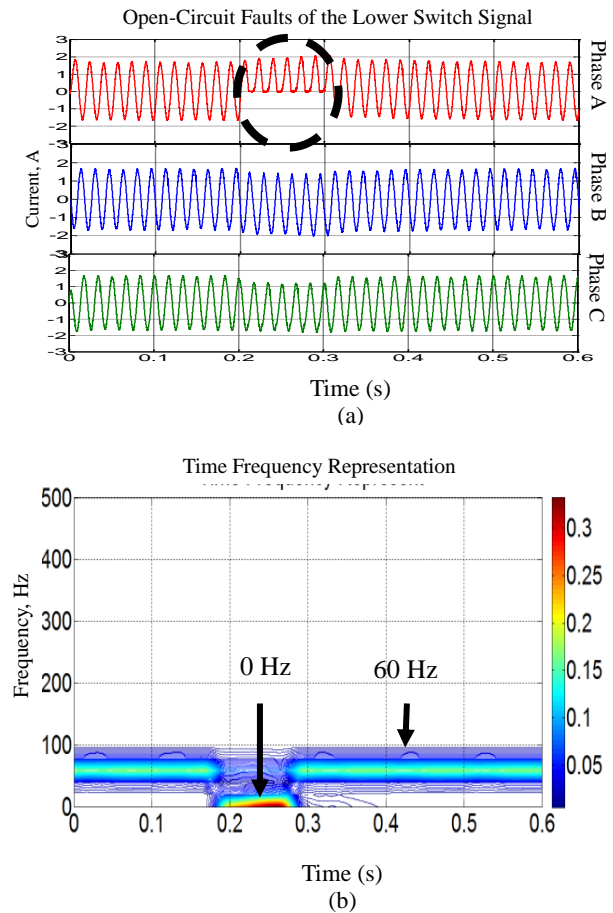 Open-Circuit Faults of the Lower Switch Signal
3
2
1
0
-1
-2
-3
Phase A
2
1
0
-1
2
-3
Phase B
2
1
0
-1
-2
-3
Phase C
Current, A
0 0.1 0.2 0.3 0.4 0.5 0.6
Time (s)
(a)
Time Frequency Representation
500
400
300
200
100
0
Frequency, Hz
0 Hz
60 Hz
0.3
0.25
0.2
0.15
0.1
0.05
0 0.1 0.2 0.3 0.4 0.5 0.6
Time (s)
(b)